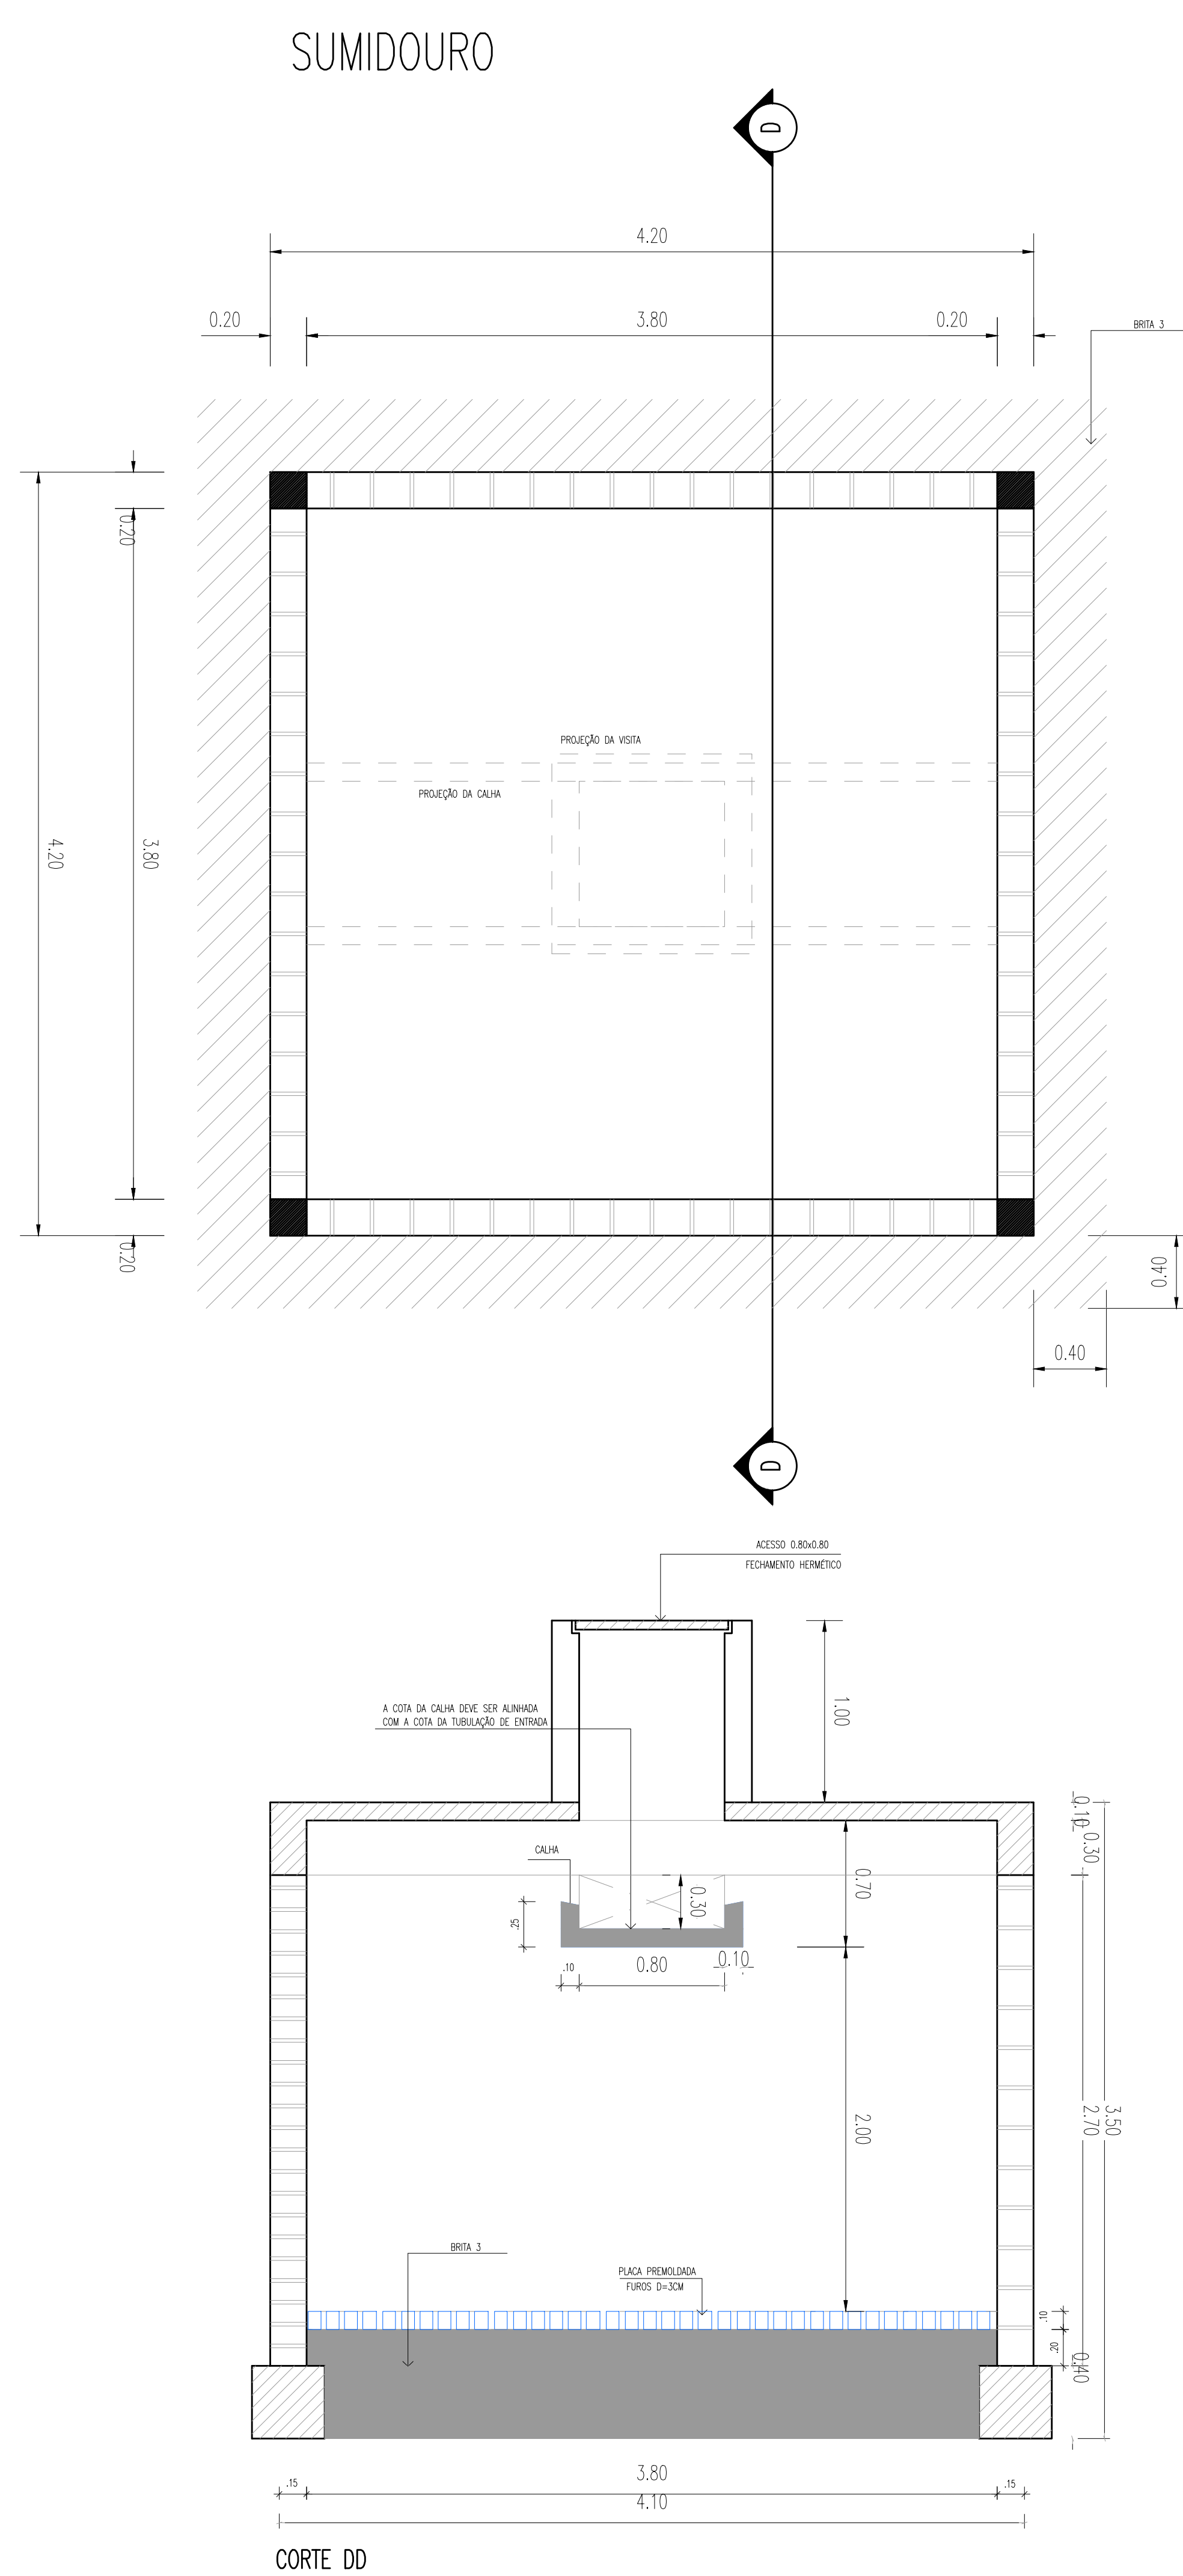 SUMIDOURO
D
4.20
0.20
3.80
0.20
BRITA 3
0.20
PROJEÇÃO DA VISITA
PROJEÇÃO DA CALHA
4.20
3.80
0.20
0.40
0.40
D
ACESSO 0.80x0.80
FECHAMENTO HERMÉTICO
A COTA DA CALHA DEVE SER ALINHADA
COM A COTA DA TUBULAÇÃO DE ENTRADA
1.00
0.10
0.30
CALHA
0.70
0.30
.25
.10
0.80
0.10
2.00
2.70
3.50
BRITA 3
PLACA PREMOLDADA
FUROS D=3CM
.10
.20
0.40
.15
3.80
.15
4.10
CORTE DD